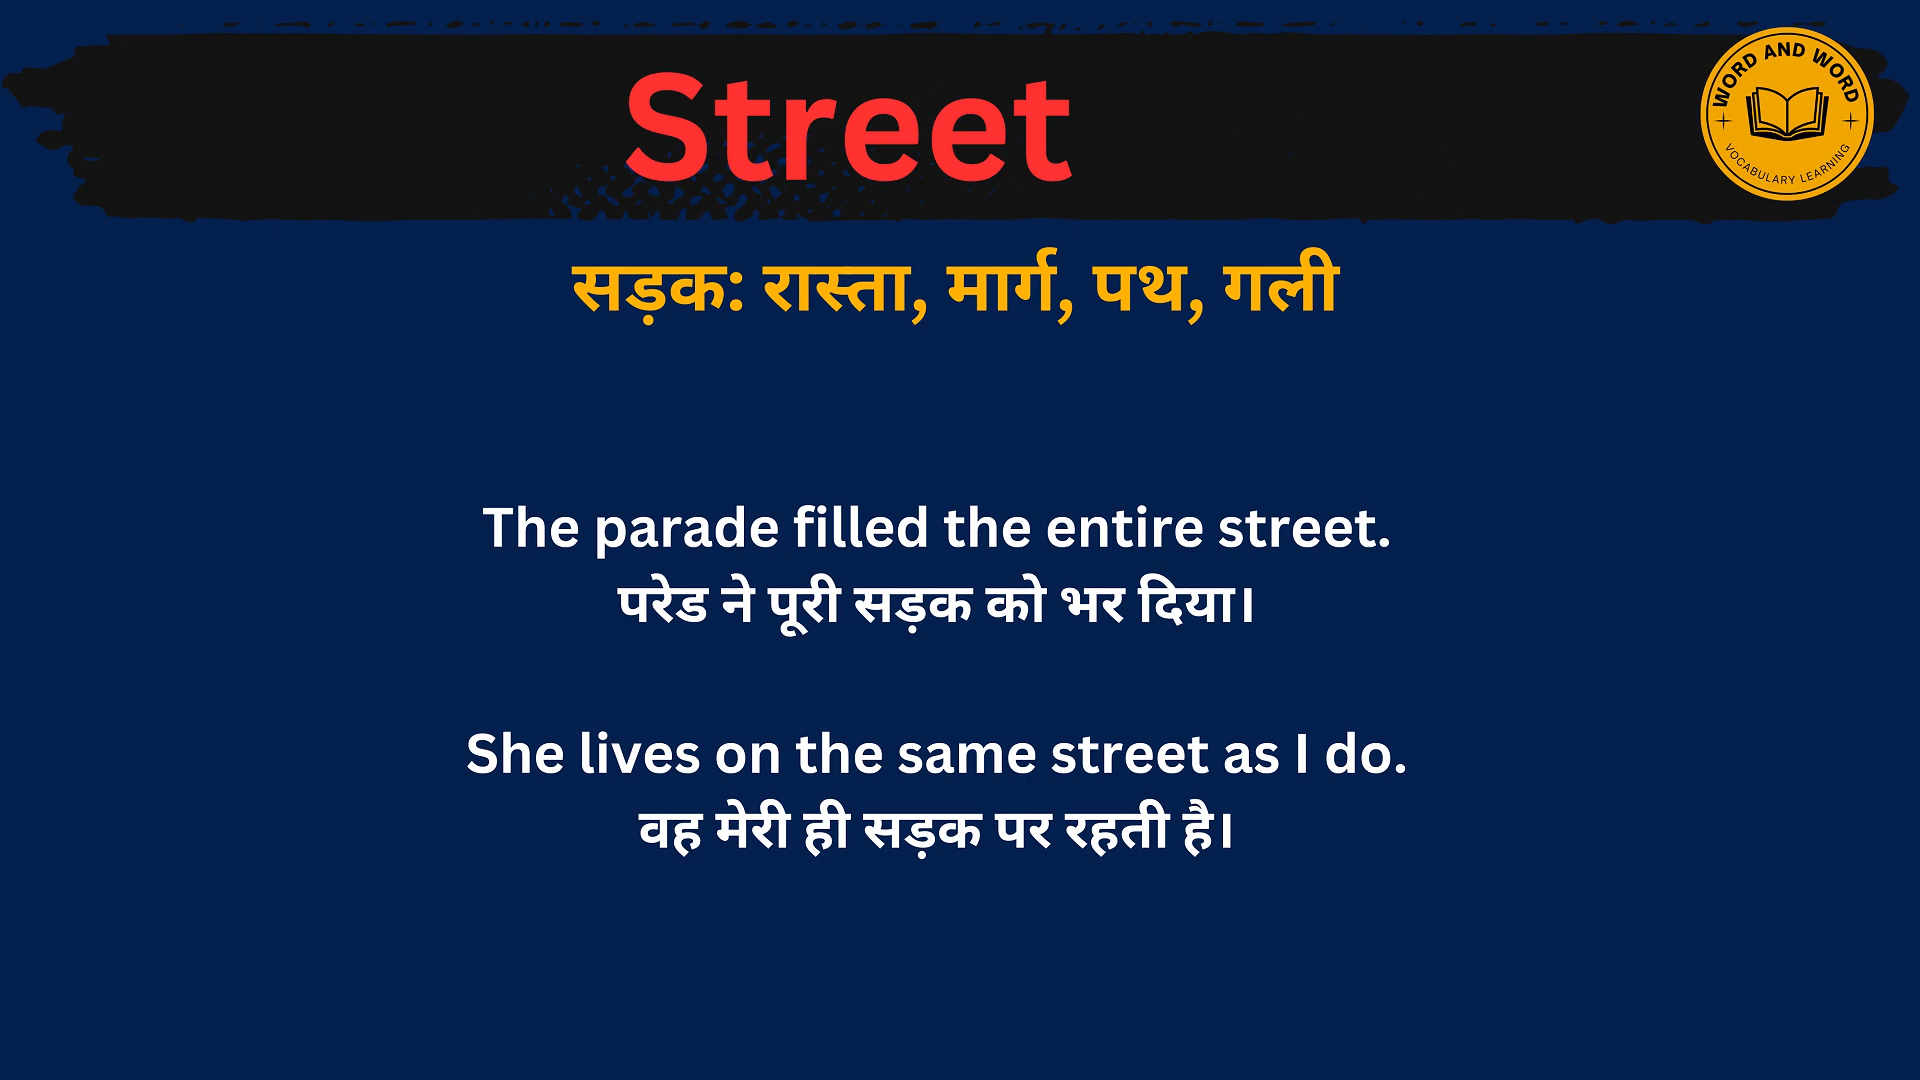 Street
WORD AND WORD
VOCABULARY LEARNING
सड़क: रास्ता, मार्ग, पथ, गली
The parade filled the entire street.
परेड ने पूरी सड़क को भर दिया।
She lives on the same street as I do.
वह मेरी ही सड़क पर रहती है।